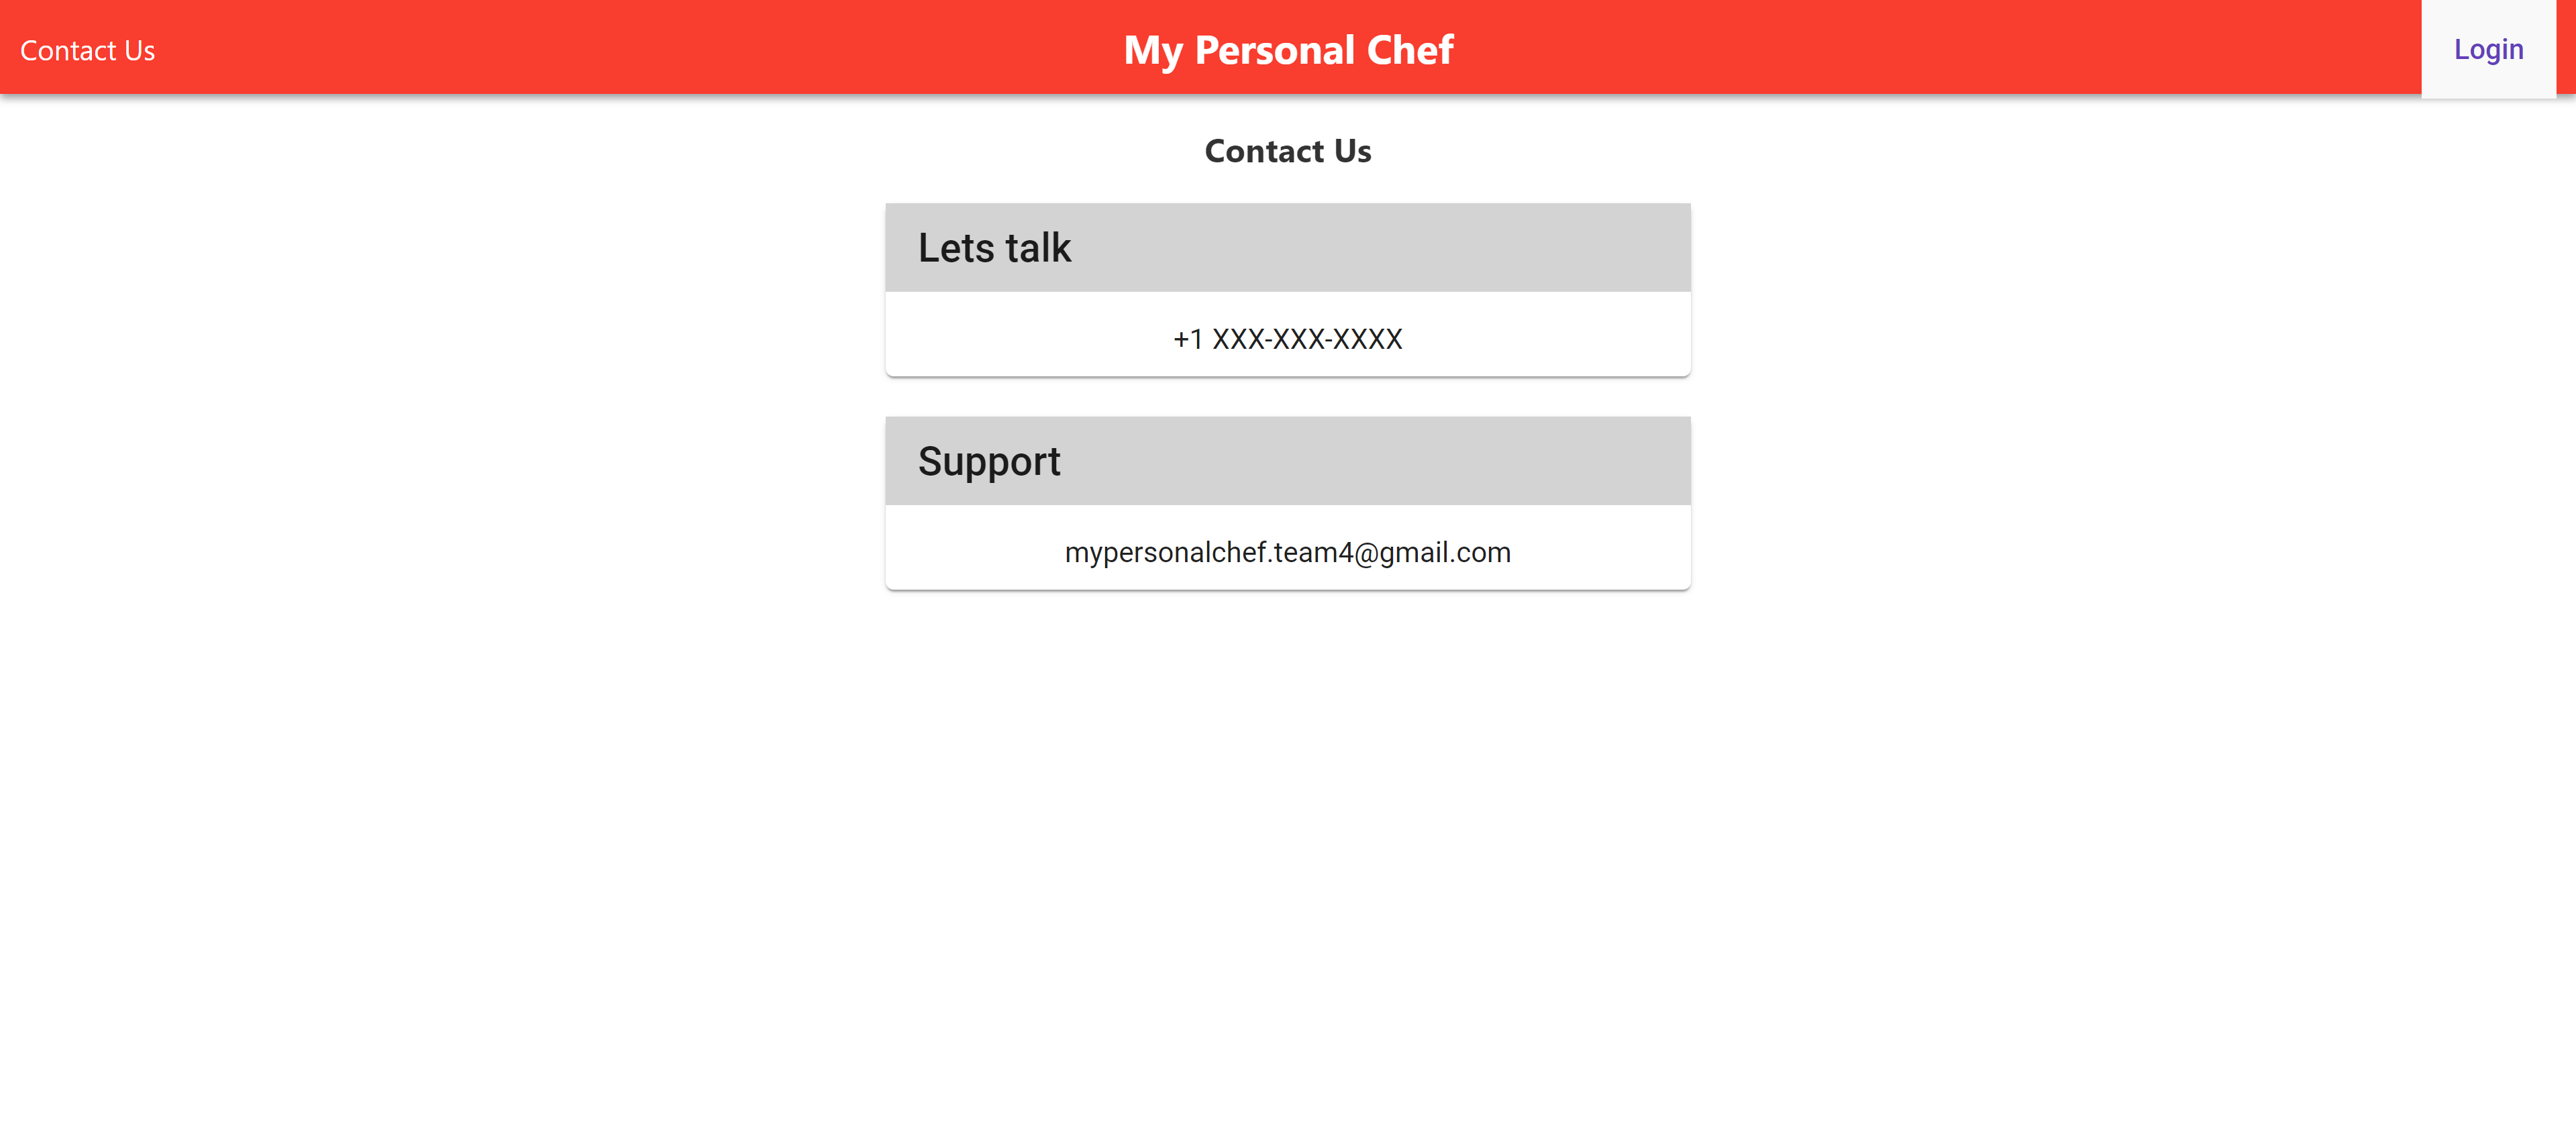 Contact Us
My Personal Chef
Login
Contact Us
Lets talk
+1 XXX-XXX-XXXX
Support
mypersonalchef.team4@gmail.com